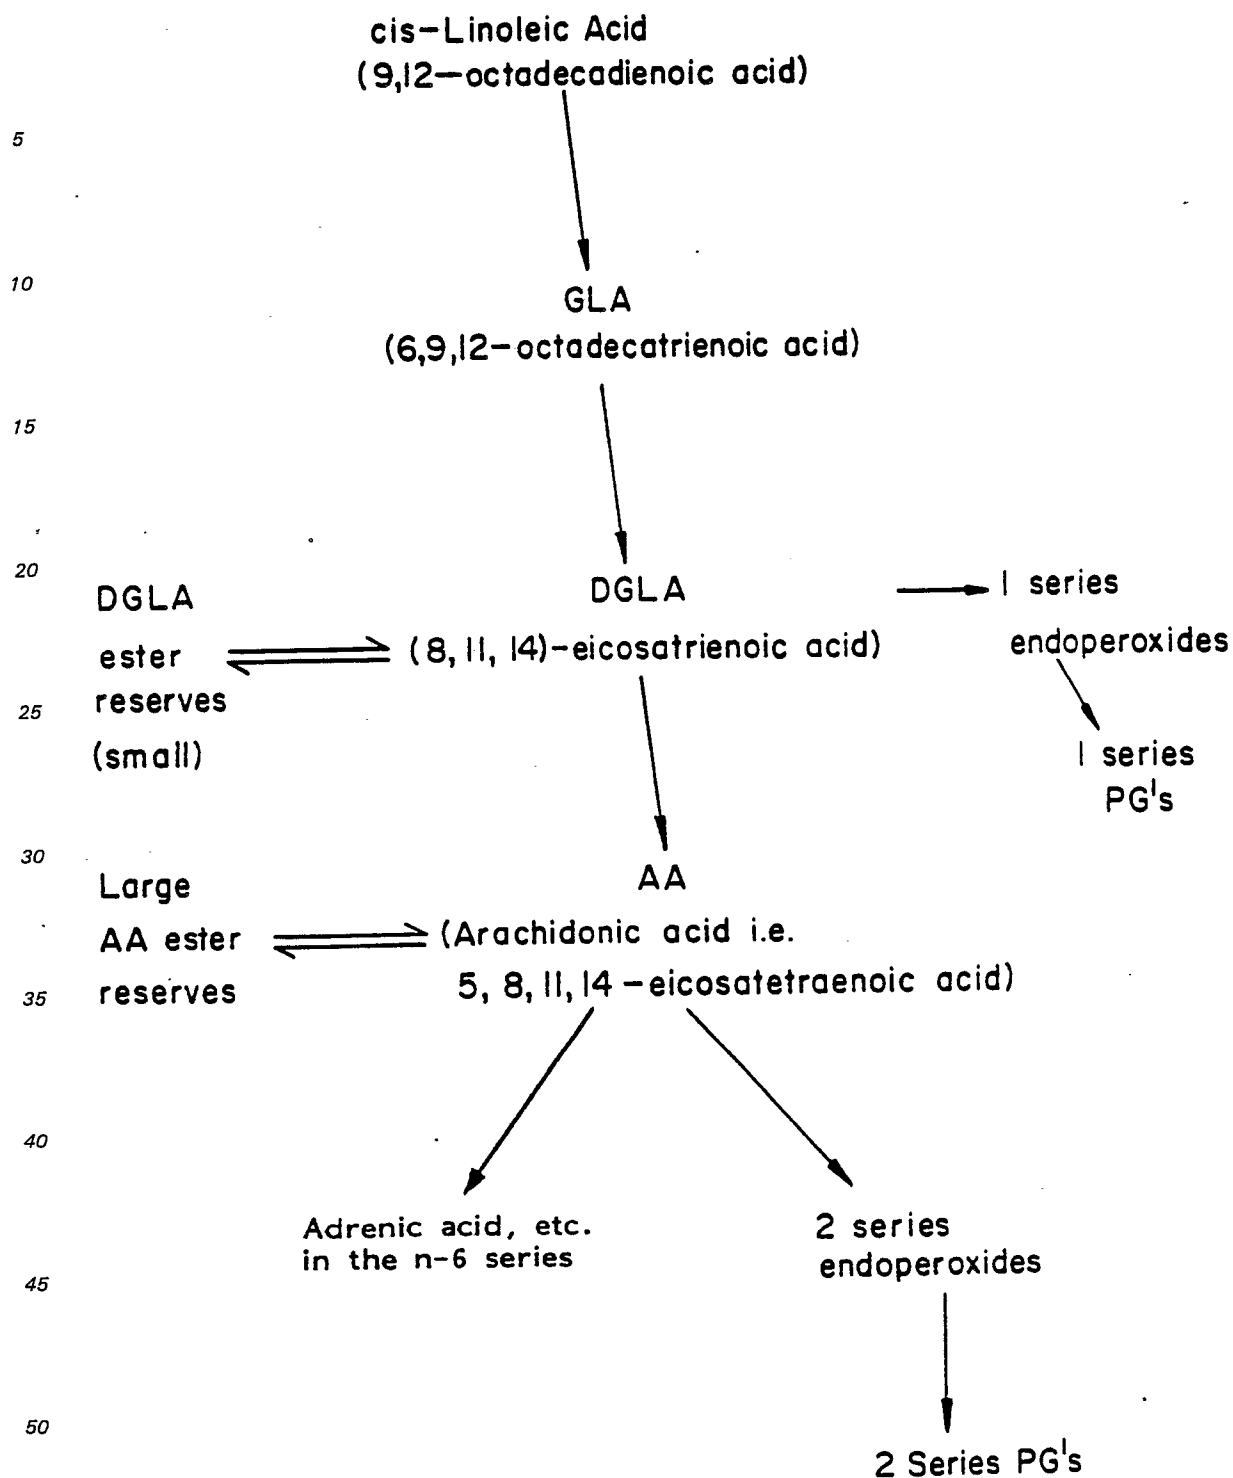 cis-Linoleic Acid
(9,12-octadecadienoic acid)
5
10
GLA
(6,9,12-octadecatrienoic acid)
15
20
DGLA
ester
reserves
(small)
DGLA
(8, 11, 14)-eicosatrienoic acid)
1 series
endoperoxides
1 series
PG's
25
30
Large
AA ester
reserves
AA
(Arachidonic acid i.e.
5, 8, 11, 14-eicosatetraenoic acid)
35
40
Adrenic acid, etc.
in the n-6 series
2 series
endoperoxides
45
50
2 Series PG's